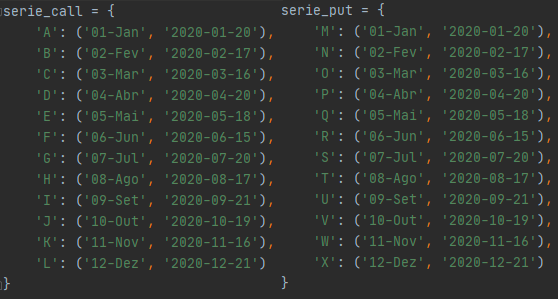 serie_call = {
    'A': ('01-Jan', '2020-01-20'),
    'B': ('02-Fev', '2020-02-17'),
    'C': ('03-Mar', '2020-03-16'),
    'D': ('04-Abr', '2020-04-20'),
    'E': ('05-Mai', '2020-05-18'),
    'F': ('06-Jun', '2020-06-15'),
    'G': ('07-Jul', '2020-07-20'),
    'H': ('08-Ago', '2020-08-17'),
    'I': ('09-Set', '2020-09-21'),
    'J': ('10-Out', '2020-10-19'),
    'K': ('11-Nov', '2020-11-16'),
    'L': ('12-Dez', '2020-12-21')
}
serie_put = {
    'M': ('01-Jan', '2020-01-20'),
    'N': ('02-Fev', '2020-02-17'),
    'O': ('03-Mar', '2020-03-16'),
    'P': ('04-Abr', '2020-04-20'),
    'Q': ('05-Mai', '2020-05-18'),
    'R': ('06-Jun', '2020-06-15'),
    'S': ('07-Jul', '2020-07-20'),
    'T': ('08-Ago', '2020-08-17'),
    'U': ('09-Set', '2020-09-21'),
    'V': ('10-Out', '2020-10-19'),
    'W': ('11-Nov', '2020-11-16'),
    'X': ('12-Dez', '2020-12-21')
}